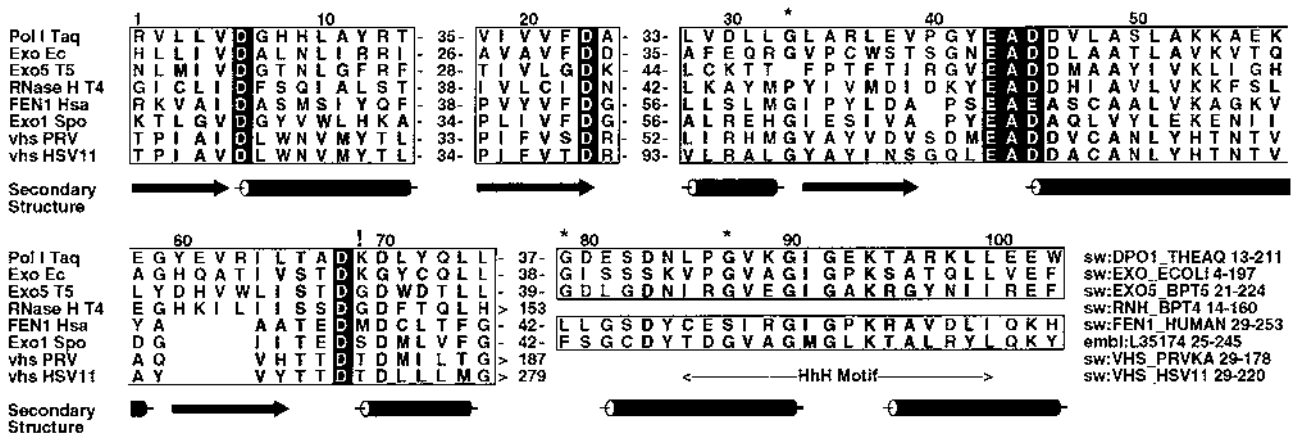 1 10 20 30 * 40 50
Pol I Taq R V L L V D G H H L A Y R T - 35- V I V V F D A - 33- L V D L L G L A R L E V P G Y E A D D V L A S L A K K A E K
Exo Ec H L L I V D A L N L I R R I - 26- A V A V F D D - 35- A F E Q R G V P C W S T S G N E A D D L A A T L A V K V T Q
Exo5 T5 N L M I V D G T N L G F R F - 28- T I V L G D K - 44- L C K T T F P T F T I R G V E A D D M A A Y I V K L I G H
RNase H T4 G I C L I D F S Q I A L S T - 38- I V L C I D N - 42- L K A Y M P Y I V M D I D K Y E A D D H I A V L V K K F S L
FEN1 Hsa R K V A I D A S M S I Y Q F - 38- P V Y V F D G - 56- L L S L M G I P Y L D A P S E A E A S C A A L V K A G K V
Exo1 Spo K T L G V D G Y V W L H K A - 34- P L I V F D G - 56- A L R E H G I E S I V A P Y E A D A Q L V Y L E K E N I I
vhs PRV T P I A I D L W N V M Y T L - 33- P I F V S D R - 52- L I R H M G Y A Y V D V S D M E A D D V C A N L Y H T N T V
vhs HSV11 T P I A V D L W N V M Y T L - 34- P I F V T D R - 93- V L R A L G Y A Y I N S G Q L E A D D A C A N L Y H T N T V
Secondary
Structure
60 ! 70 * 80 * 90 100
Pol I Taq E G Y E V R I L T A D K D L Y Q L L - 37- G D E S D N L P G V K G I G E K T A R K L L E E W sw:DPO1_THEAQ 13-211
Exo Ec A G H Q A T I V S T D K G Y C Q L L - 35- G I S S S K V P G V A G I G P K S A T Q L L V E F sw:EXO_ECOLI 4-197
Exo5 T5 L Y D H V W L I S T D G D W D T L L - 39- G D L G D N I R G V E G I G A K R G Y N I I R E F sw:EXO5_BPT5 21-224
RNase H T4 E G H K I L I I S S D G D F T Q L H > 153 sw:RNH_BPT4 14-160
FEN1 Hsa Y A A A T E D M D C L T F G - 42- L L G S D Y C E S I R G I G P K R A V D L I Q K H sw:FEN1_HUMAN 29-253
Exo1 Spo D G I I T E D S D M L V F G - 42- F S G C D Y T D G V A G M G L K T A L R Y L Q K Y embl:L35174 25-245
vhs PRV A Q V H T T D T D M I L T G > 187 sw:VHS_PRVKA 29-178
vhs HSV11 A Y V Y T T D T D L L L M G > 279 HhH Motif sw:VHS_HSV11 29-220
Secondary
Structure